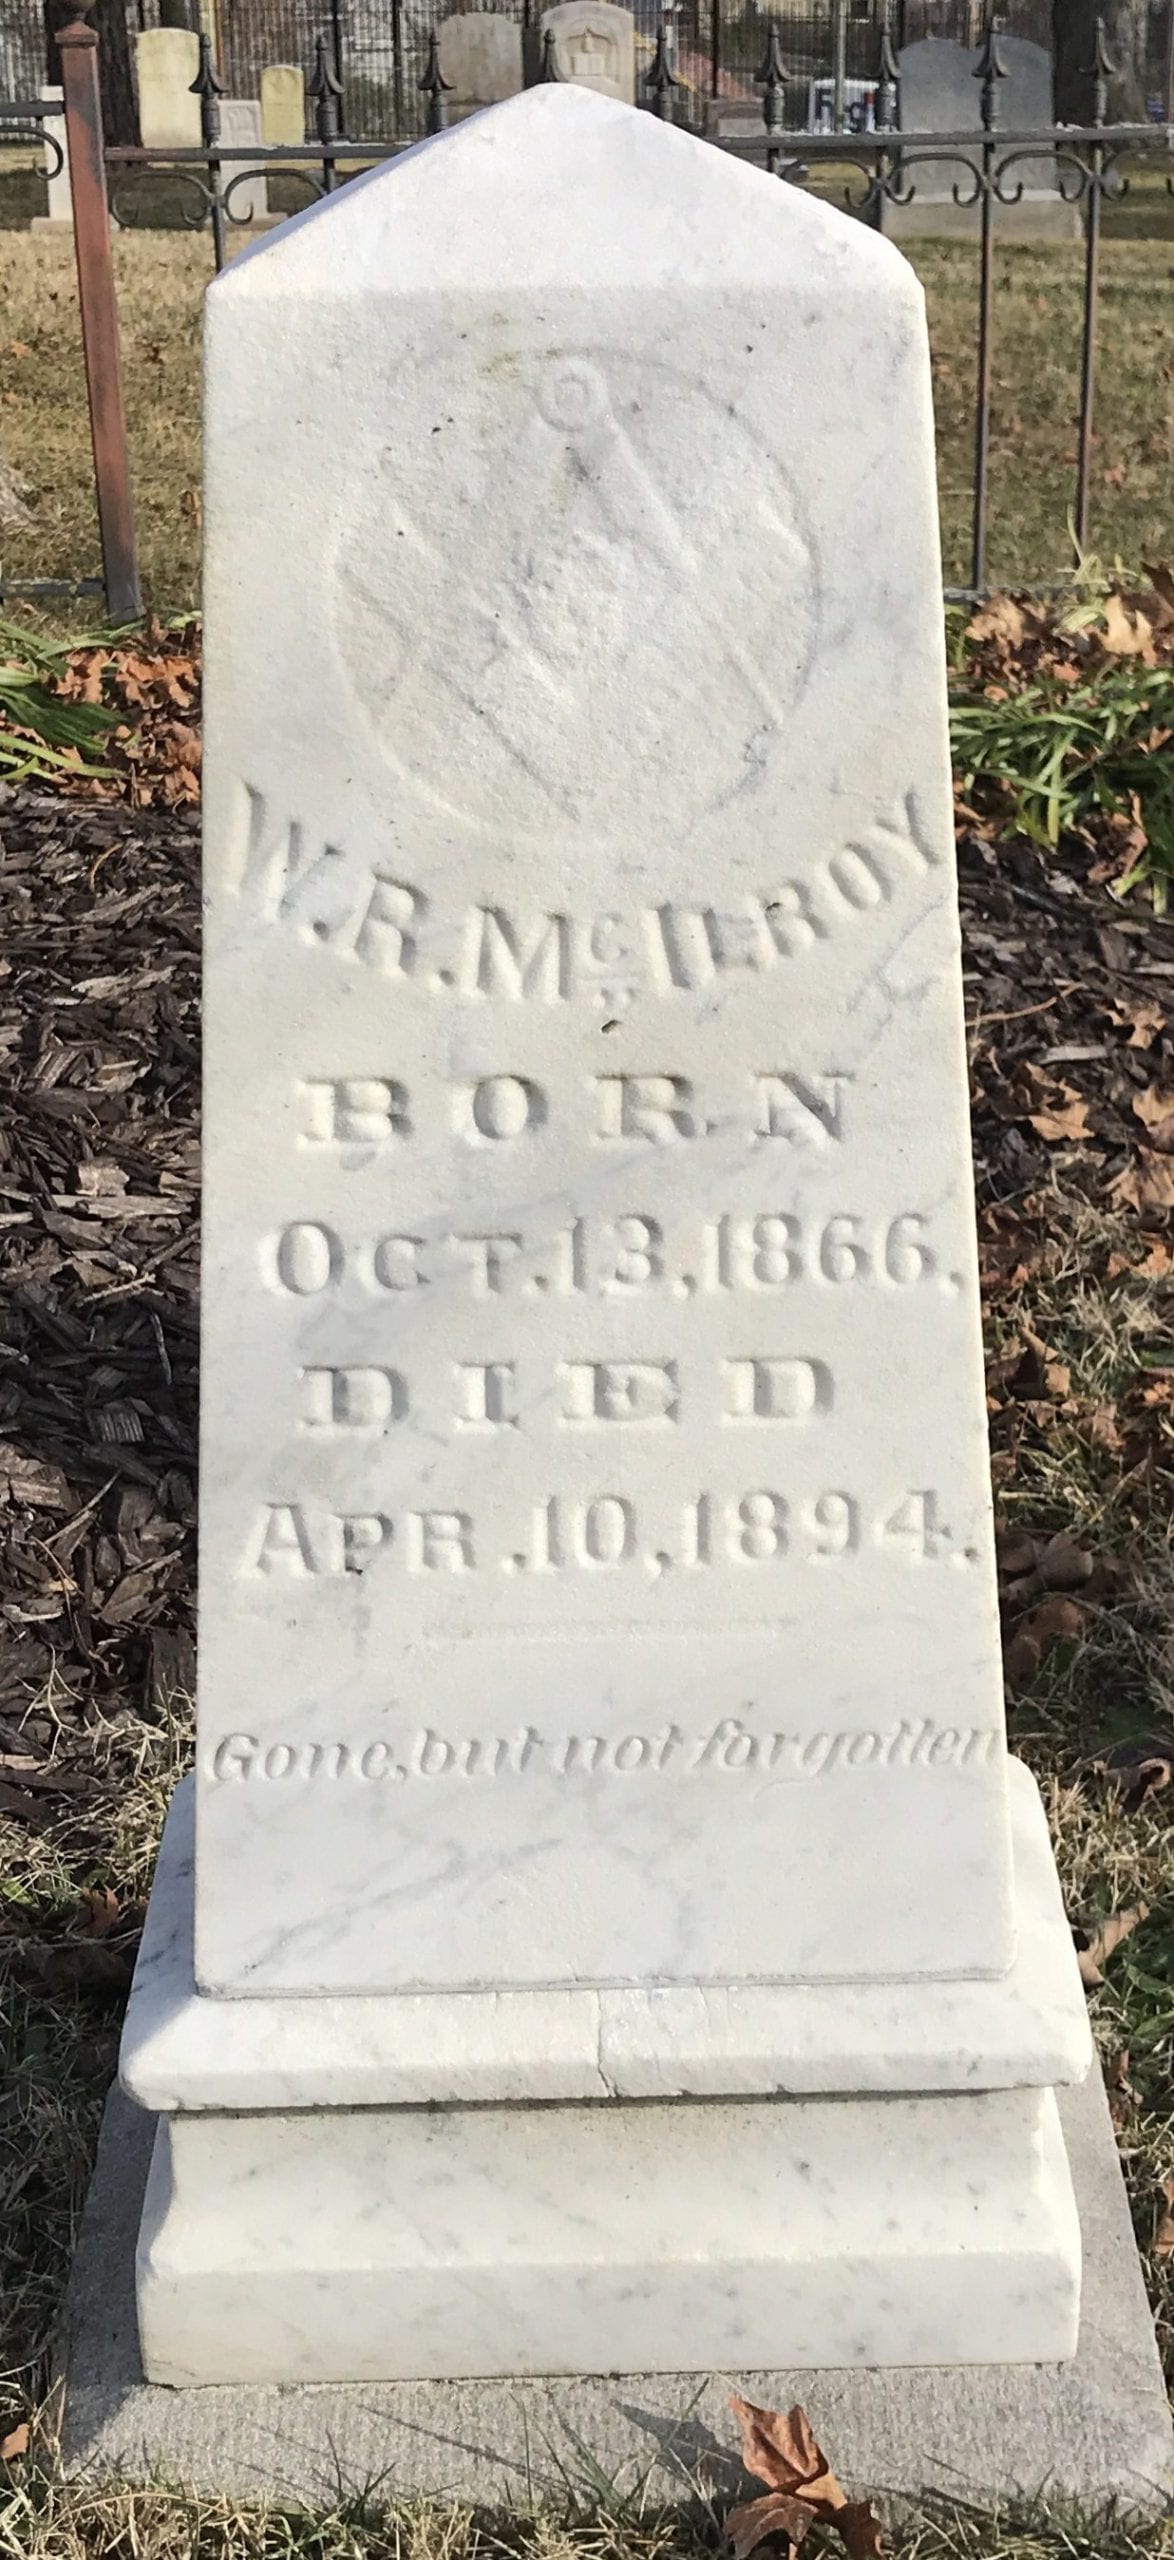 W. R. McILROY
BORN
OCT. 13, 1866.
DIED
APR. 10, 1894.
Gone, but not forgotten